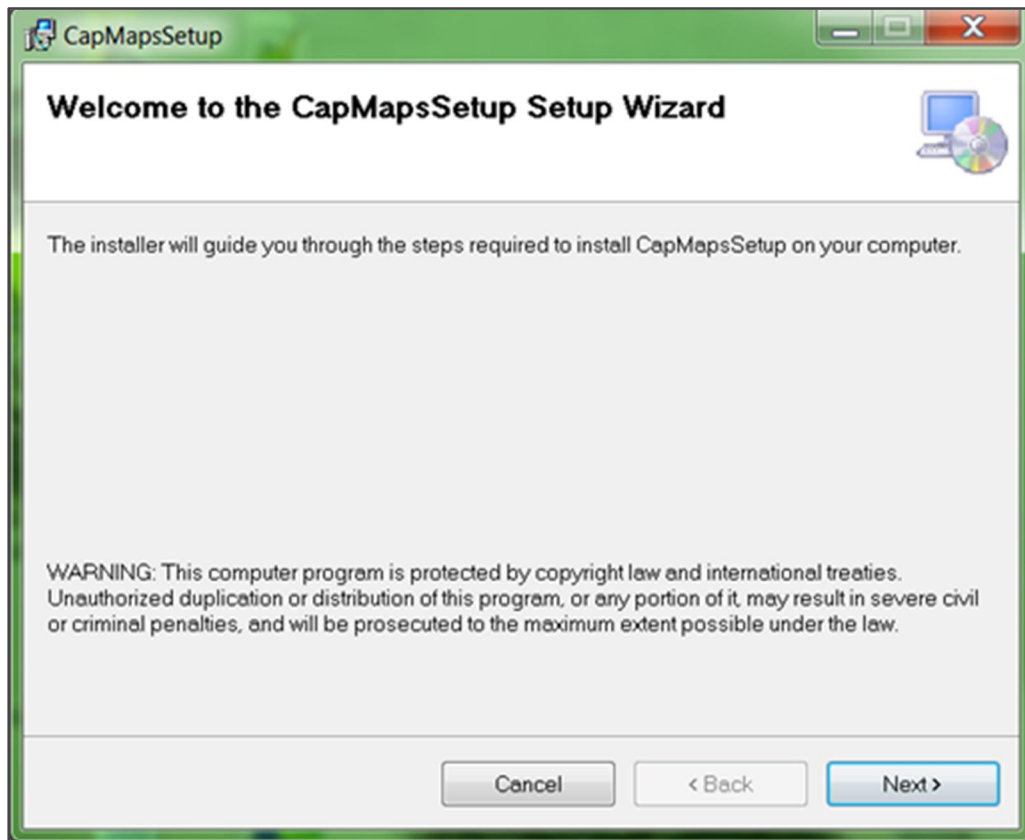 CapMapsSetup
Welcome to the CapMapsSetup Setup Wizard
The installer will guide you through the steps required to install CapMapsSetup on your computer.
WARNING: This computer program is protected by copyright law and international treaties.
Unauthorized duplication or distribution of this program, or any portion of it, may result in severe civil
or criminal penalties, and will be prosecuted to the maximum extent possible under the law.
Cancel < Back Next >